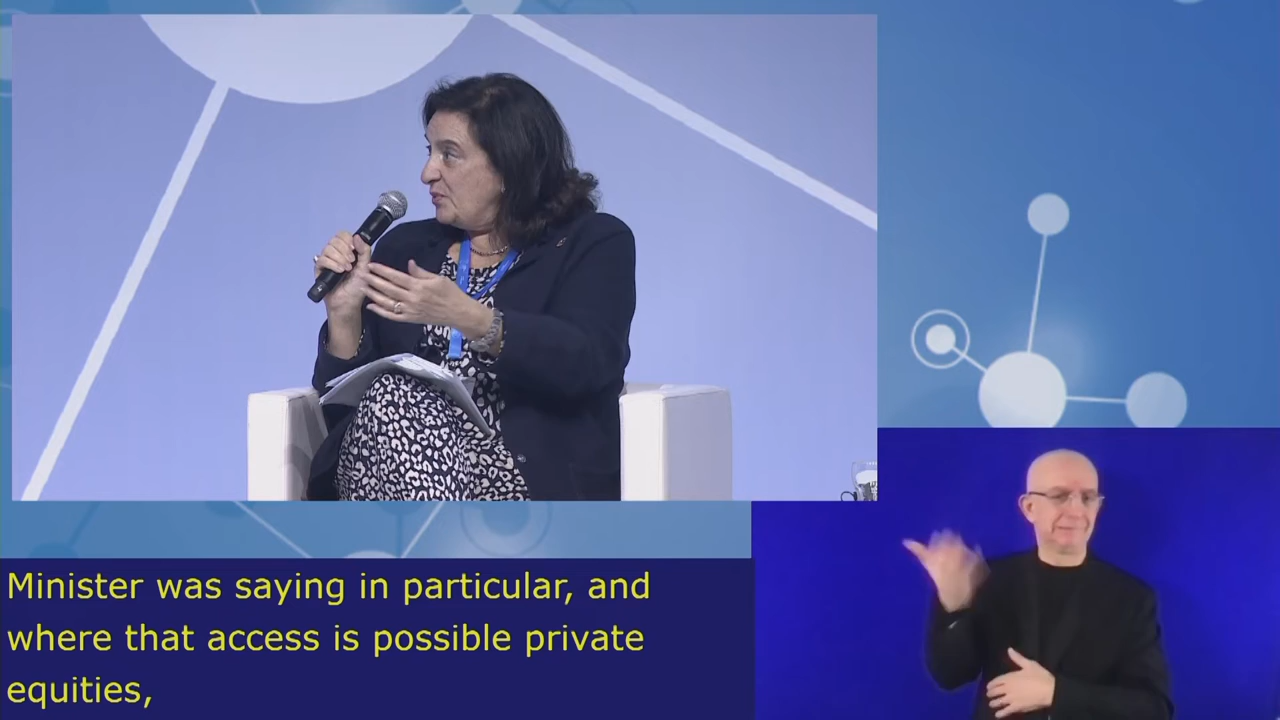 Minister was saying in particular, and
where that access is possible private
equities,